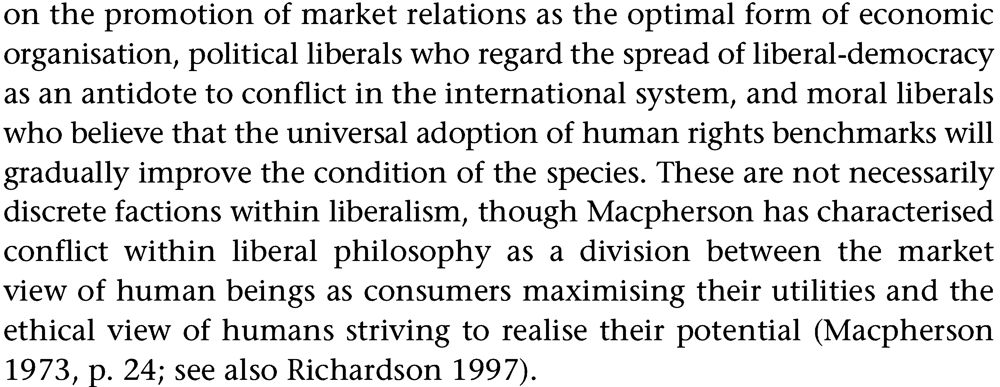 on the promotion of market relations as the optimal form of economic
organisation, political liberals who regard the spread of liberal-democracy
as an antidote to conflict in the international system, and moral liberals
who believe that the universal adoption of human rights benchmarks will
gradually improve the condition of the species. These are not necessarily
discrete factions within liberalism, though Macpherson has characterised
conflict within liberal philosophy as a division between the market
view of human beings as consumers maximising their utilities and the
ethical view of humans striving to realise their potential (Macpherson
1973, p. 24; see also Richardson 1997).